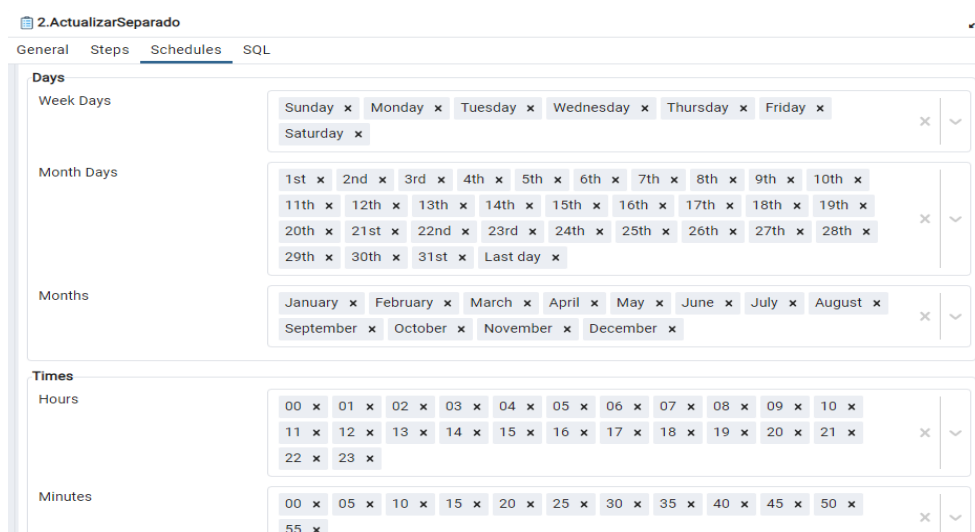 2.ActualizarSeparado
General Steps Schedules SQL
Days
Week Days
Sunday × Monday × Tuesday × Wednesday × Thursday × Friday ×
Saturday ×
Month Days
1st × 2nd × 3rd × 4th × 5th × 6th × 7th × 8th × 9th × 10th ×
11th × 12th × 13th × 14th × 15th × 16th × 17th × 18th × 19th ×
20th × 21st × 22nd × 23rd × 24th × 25th × 26th × 27th × 28th ×
29th × 30th × 31st × Last day ×
Months
January × February × March × April × May × June × July × August ×
September × October × November × December ×
Times
Hours
00 × 01 × 02 × 03 × 04 × 05 × 06 × 07 × 08 × 09 × 10 ×
11 × 12 × 13 × 14 × 15 × 16 × 17 × 18 × 19 × 20 × 21 ×
22 × 23 ×
Minutes
00 × 05 × 10 × 15 × 20 × 25 × 30 × 35 × 40 × 45 × 50 ×
55 ×